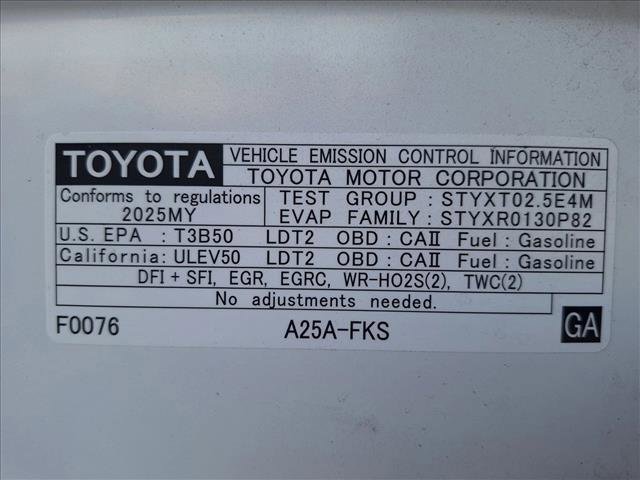 TOYOTA VEHICLE EMISSION CONTROL INFORMATION
TOYOTA MOTOR CORPORATION
Conforms to regulations
2025MY
TEST GROUP : STYXT02.5E4M
EVAP FAMILY : STYXR0130P82
U.S. EPA : T3B50 LDT2 OBD : CAII Fuel : Gasoline
California: ULEV50 LDT2 OBD : CAII Fuel : Gasoline
DFI + SFI, EGR, EGRC, WR-HO2S(2), TWC(2)
No adjustments needed.
F0076 A25A-FKS GA